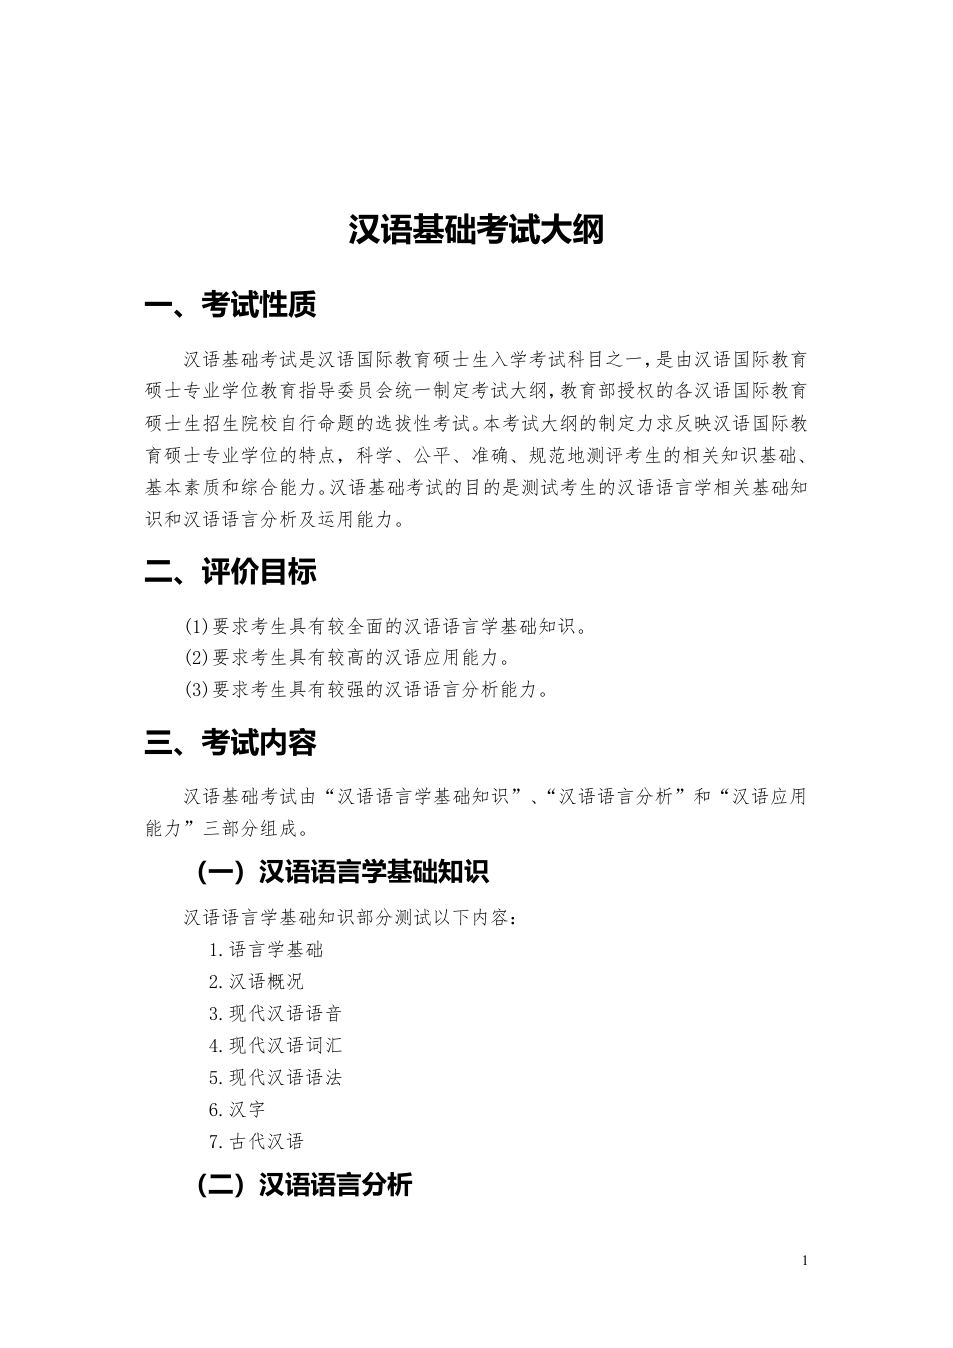 汉语基础考试大纲
一、考试性质
汉语基础考试是汉语国际教育硕士生入学考试科目之一，是由汉语国际教育
硕士专业学位教育指导委员会统一制定考试大纲，教育部授权的各汉语国际教育
硕士生招生院校自行命题的选拔性考试。本考试大纲的制定力求反映汉语国际教
育硕士专业学位的特点，科学、公平、准确、规范地测评考生的相关知识基础、
基本素质和综合能力。汉语基础考试的目的是测试考生的汉语语言学相关基础知
识和汉语语言分析及运用能力。
二、评价目标
(1)要求考生具有较全面的汉语语言学基础知识。
(2)要求考生具有较高的汉语应用能力。
(3)要求考生具有较强的汉语语言分析能力。
三、考试内容
汉语基础考试由“汉语语言学基础知识”、“汉语语言分析”和“汉语应用
能力”三部分组成。
（一）汉语语言学基础知识
汉语语言学基础知识部分测试以下内容：
1.语言学基础
2.汉语概况
3.现代汉语语音
4.现代汉语词汇
5.现代汉语语法
6.汉字
7.古代汉语
（二）汉语语言分析
1